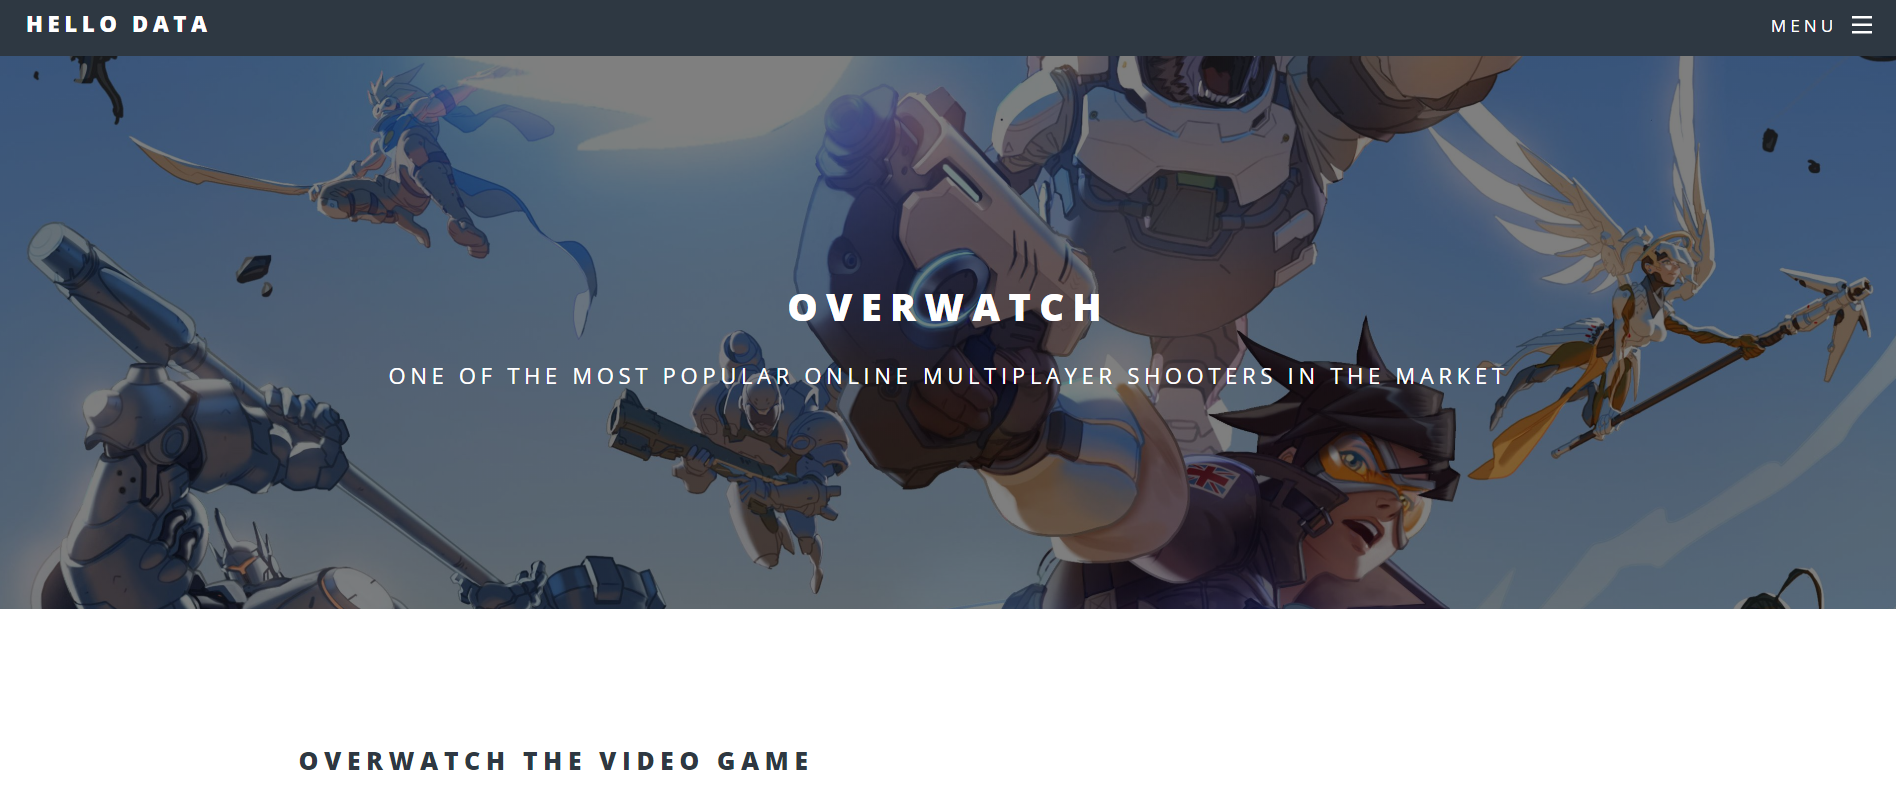 HELLO DATA
MENU
OVERWATCH
ONE OF THE MOST POPULAR ONLINE MULTIPLAYER SHOOTERS IN THE MARKET
OVERWATCH THE VIDEO GAME